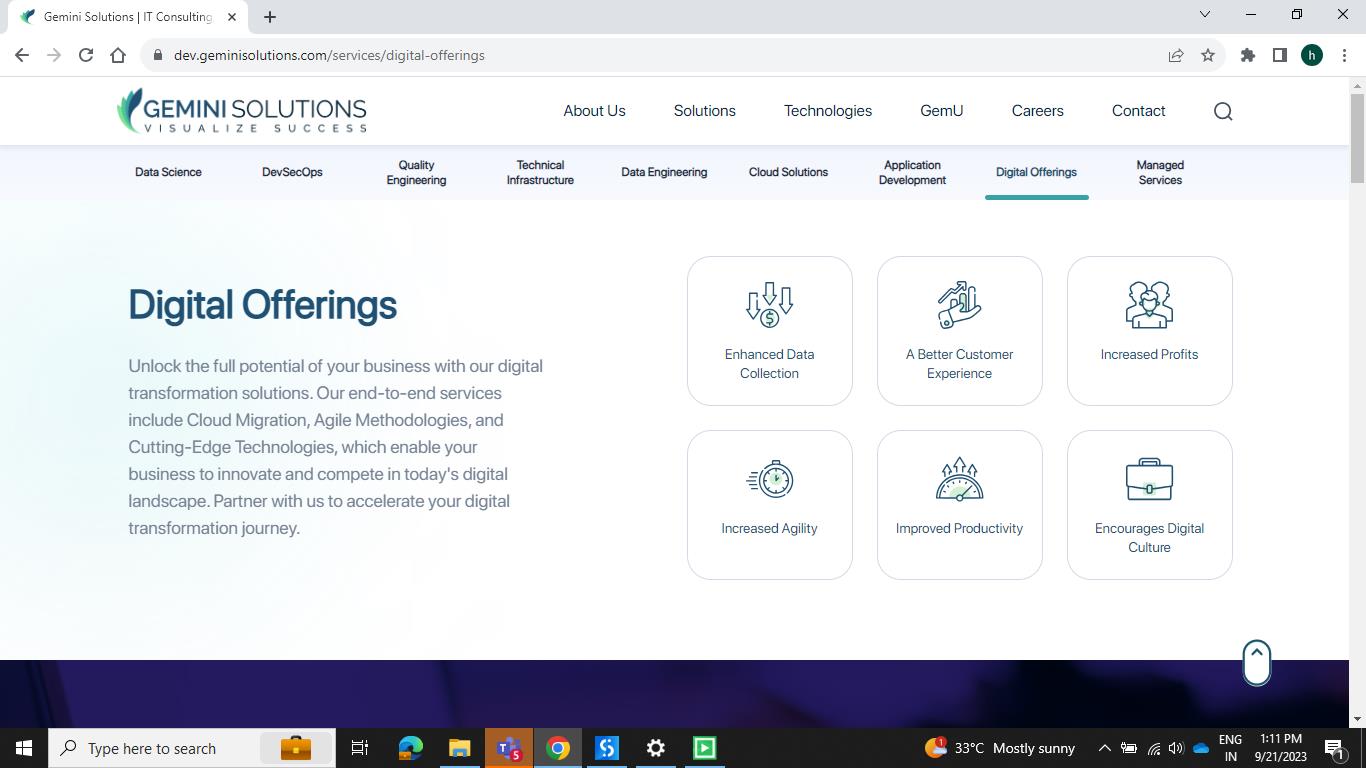 Gemini Solutions | IT Consulting
dev.geminisolutions.com/services/digital-offerings
h
GEMINI SOLUTIONS
VISUALIZE SUCCESS
About Us
Solutions
Technologies
GemU
Careers
Contact
Data Science
DevSecOps
Quality
Engineering
Technical
Infrastructure
Data Engineering
Cloud Solutions
Application
Development
Digital Offerings
Managed
Services
Digital Offerings
Unlock the full potential of your business with our digital
transformation solutions. Our end-to-end services
include Cloud Migration, Agile Methodologies, and
Cutting-Edge Technologies, which enable your
business to innovate and compete in today's digital
landscape. Partner with us to accelerate your digital
transformation journey.
Enhanced Data
Collection
A Better Customer
Experience
Increased Profits
Increased Agility
Improved Productivity
Encourages Digital
Culture
Type here to search
5
1
33°C Mostly sunny
ENG
IN
1:11 PM
9/21/2023
1